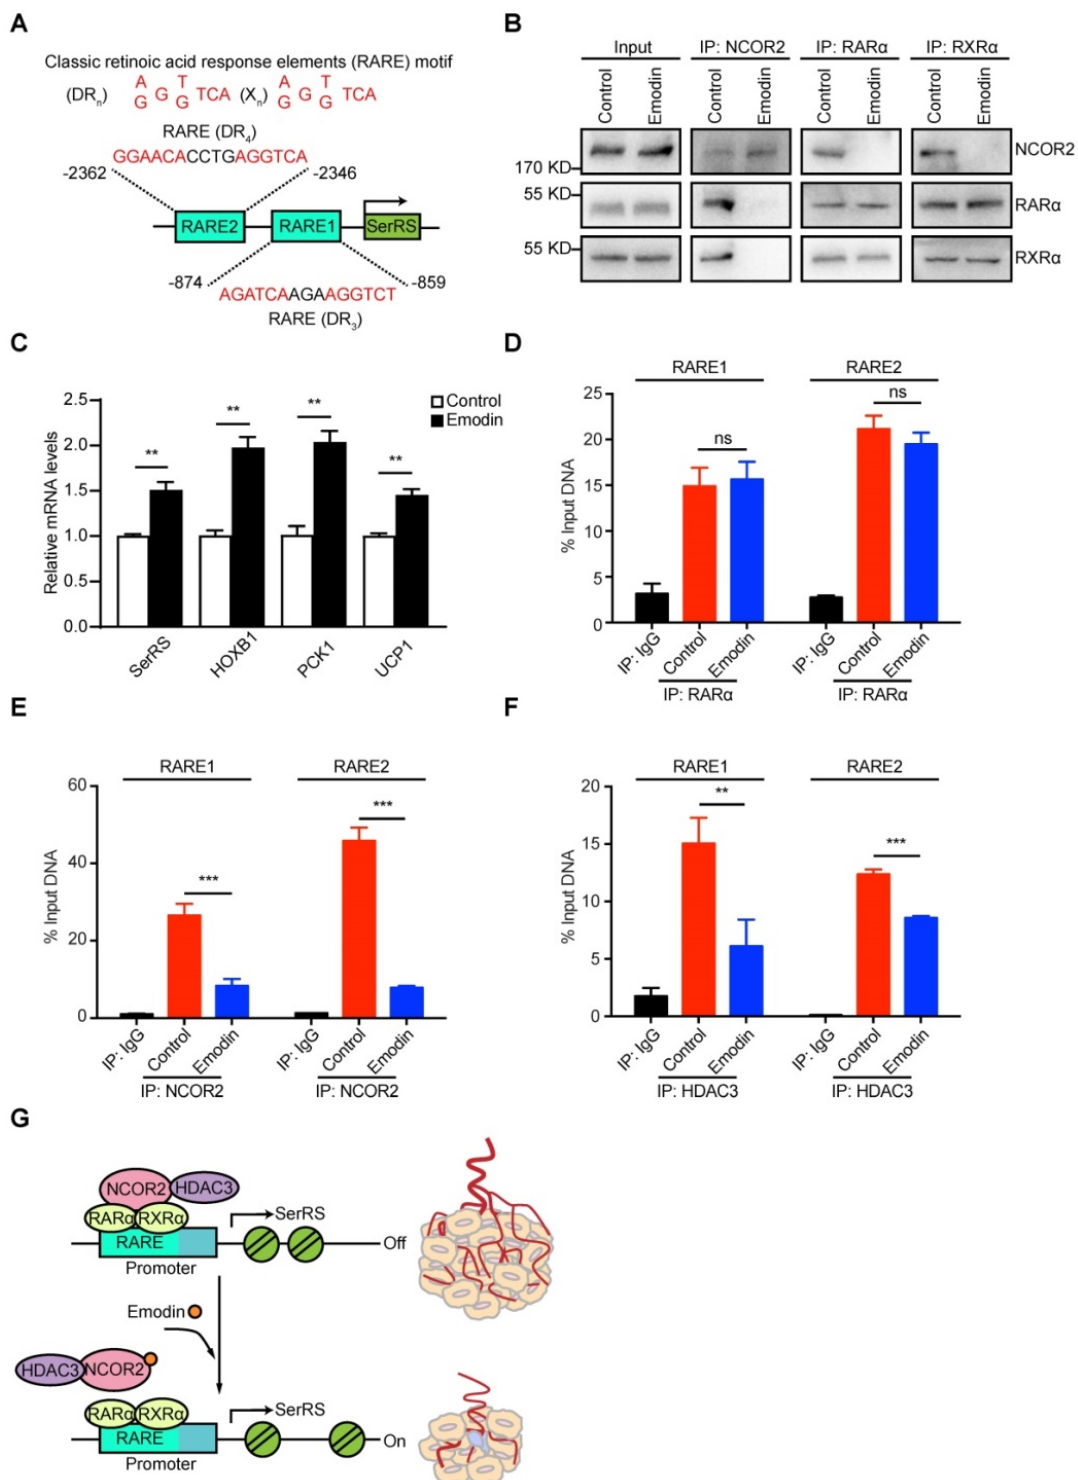 A
Classic retinoic acid response elements (RARE) motif
(DRn) A G G T G TCA (Xn) A G G T G TCA
RARE (DR4)
GGAACACCTGAGGTCA
-2362 -2346
RARE2 RARE1 SerRS
-874 -859
AGATCAAGAAGGTCT
RARE (DR3)
B
Input IP: NCOR2 IP: RARα IP: RXRα
Control Emodin Control Emodin Control Emodin Control Emodin
NCOR2
170 KD
55 KD
RARα
55 KD
RXRα
C
Relative mRNA levels
2.5
2.0
1.5
1.0
0.5
0.0
Control
Emodin
** ** ** **
SerRS HOXB1 PCK1 UCP1
D
RARE1 RARE2
% Input DNA
25
20
15
10
5
0
ns ns
IP: IgG Control Emodin IP: IgG Control Emodin
IP: RARα IP: RARα
E
RARE1 RARE2
% Input DNA
60
40
20
0
*** ***
IP: IgG Control Emodin IP: IgG Control Emodin
IP: NCOR2 IP: NCOR2
F
RARE1 RARE2
% Input DNA
20
15
10
5
0
** ***
IP: IgG Control Emodin IP: IgG Control Emodin
IP: HDAC3 IP: HDAC3
G
NCOR2 HDAC3
RARα RXRα SerRS
RARE Off
Promoter
Emodin
HDAC3 NCOR2
RARα RXRα SerRS
RARE On
Promoter